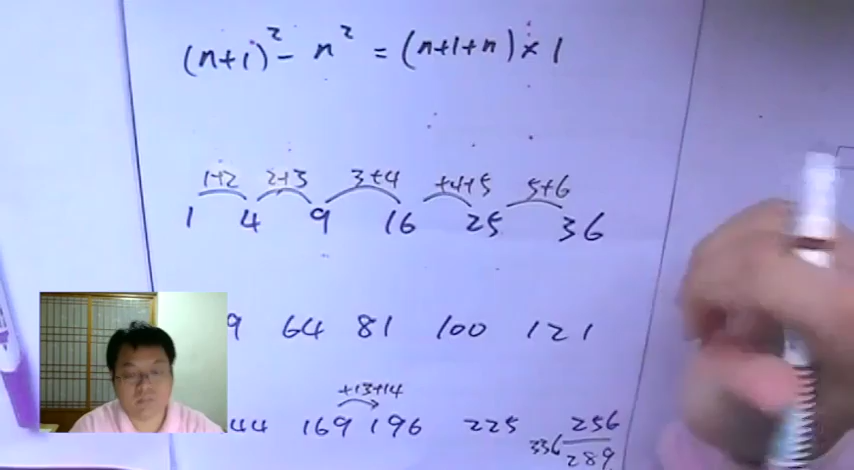 (n+1)² - n² = (n+1+n) × 1
1+2 2+3 3+4 +4+5 5+6
1 4 9 16 25 36
9 64 81 100 121
+13+14
44 169 196 225 256
336 289